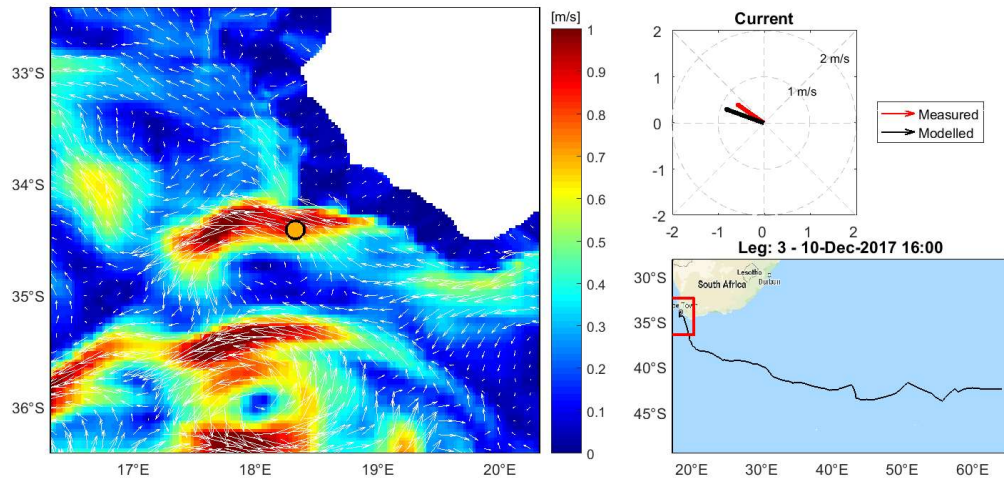 [m/s]
33°S
34°S
35°S
36°S
17°E
18°E
19°E
20°E
1
0.9
0.8
0.7
0.6
0.5
0.4
0.3
0.2
0.1
0
Current
2
1
0
-1
-2
-2
-1
0
1
2
2 m/s
1 m/s
Measured
Modelled
Leg: 3 - 10-Dec-2017 16:00
30°S
35°S
40°S
45°S
20°E
30°E
40°E
50°E
60°E
Lesotho
Durban
South Africa